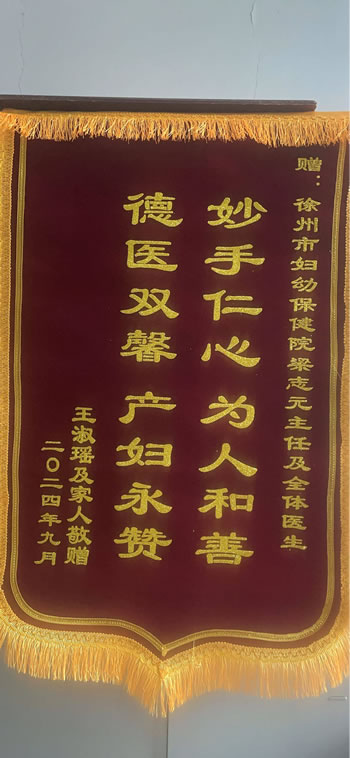 赠：徐州市妇幼保健院梁志元主任及全体医生
妙手仁心 为人和善
德医双馨 产妇永赞
王淑瑶及家人敬赠
二〇二四年九月